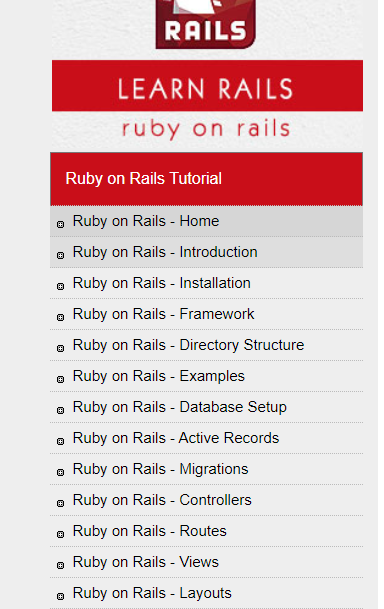 RAILS
LEARN RAILS
ruby on rails
Ruby on Rails Tutorial
Ruby on Rails - Home
Ruby on Rails - Introduction
Ruby on Rails - Installation
Ruby on Rails - Framework
Ruby on Rails - Directory Structure
Ruby on Rails - Examples
Ruby on Rails - Database Setup
Ruby on Rails - Active Records
Ruby on Rails - Migrations
Ruby on Rails - Controllers
Ruby on Rails - Routes
Ruby on Rails - Views
Ruby on Rails - Layouts